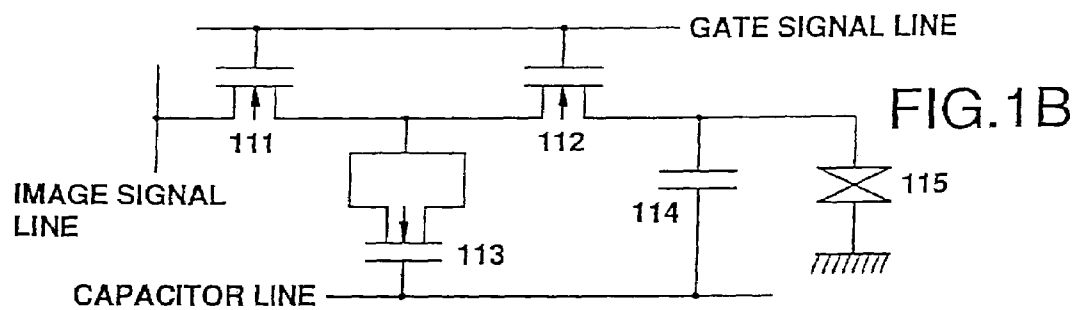 GATE SIGNAL LINE
FIG.1B
111
112
IMAGE SIGNAL
LINE
114
115
113
CAPACITOR LINE